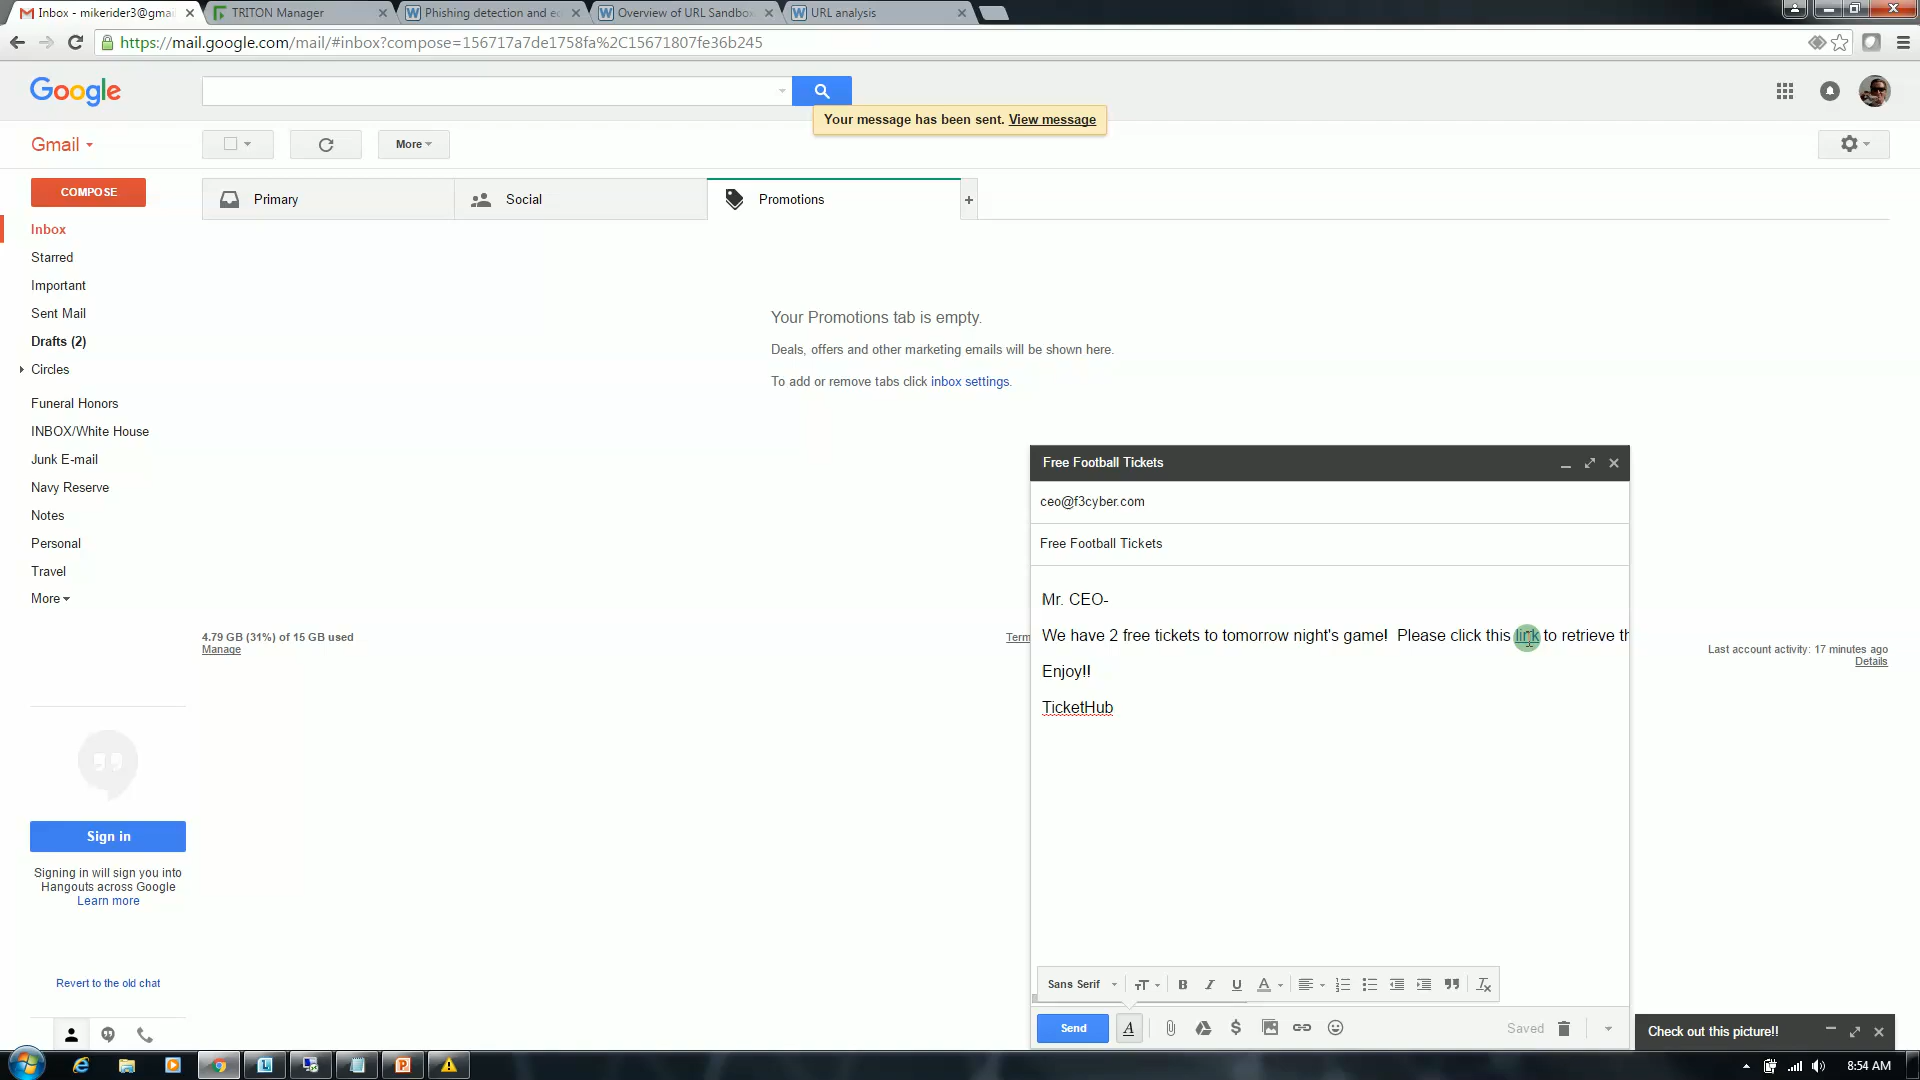 Inbox - mikerider3@gmai
TRITON Manager
Phishing detection and ed
Overview of URL Sandbox
URL analysis
https://mail.google.com/mail/#inbox?compose=156717a7de1758fa%2C15671807fe36b245
Google
Your message has been sent. View message
Gmail
More
COMPOSE
Primary
Social
Promotions
+
Inbox
Starred
Important
Sent Mail
Drafts (2)
Circles
Funeral Honors
INBOX/White House
Junk E-mail
Navy Reserve
Notes
Personal
Travel
More
Your Promotions tab is empty.
Deals, offers and other marketing emails will be shown here.
To add or remove tabs click inbox settings.
4.79 GB (31%) of 15 GB used
Manage
Term
Last account activity: 17 minutes ago
Details
Free Football Tickets
ceo@f3cyber.com
Free Football Tickets
Mr. CEO-
We have 2 free tickets to tomorrow night's game!  Please click this link to retrieve th
Enjoy!!
TicketHub
Sans Serif
Send
Saved
Check out this picture!!
Sign in
Signing in will sign you into
Hangouts across Google
Learn more
Revert to the old chat
8:54 AM